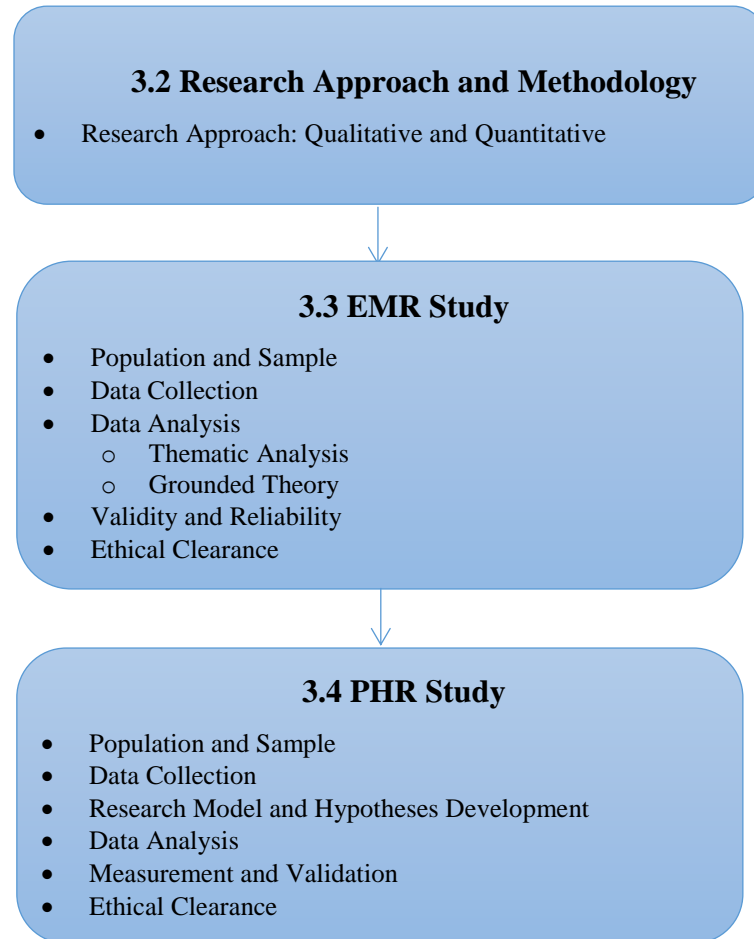 3.2 Research Approach and Methodology
• Research Approach: Qualitative and Quantitative
3.3 EMR Study
• Population and Sample
• Data Collection
• Data Analysis
o Thematic Analysis
o Grounded Theory
• Validity and Reliability
• Ethical Clearance
3.4 PHR Study
• Population and Sample
• Data Collection
• Research Model and Hypotheses Development
• Data Analysis
• Measurement and Validation
• Ethical Clearance